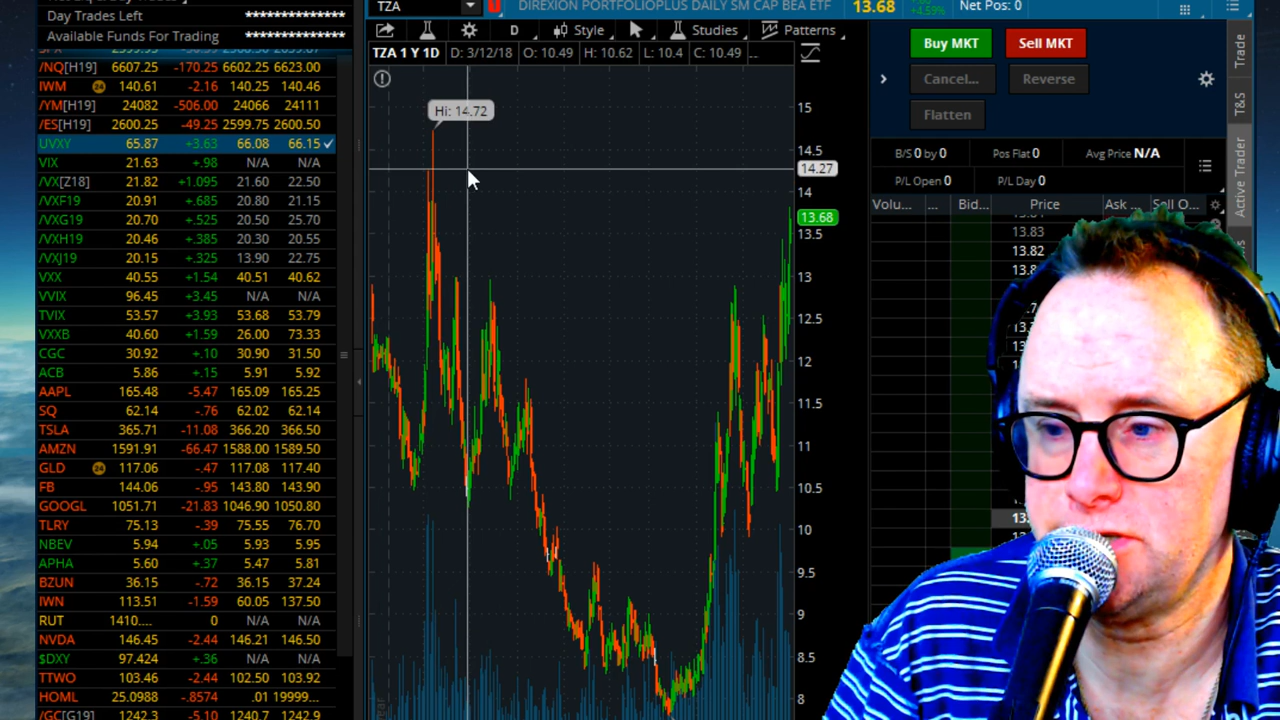 Day Trades Left ***************
Available Funds For Trading ***************
/NQ[H19] 6607.25 -170.25 6602.25 6623.00
IWM 24 140.61 -2.16 140.25 140.46
/YM[H19] 24082 -506.00 24066 24111
/ES[H19] 2600.25 -49.25 2599.75 2600.50
UVXY 65.87 +3.63 66.08 66.15
VIX 21.63 +.98 N/A N/A
/VX[Z18] 21.82 +1.095 21.60 22.50
/VXF19 20.91 +.685 20.80 21.15
/VXG19 20.70 +.525 20.50 25.70
/VXH19 20.46 +.385 20.30 20.55
/VXJ19 20.15 +.325 13.90 22.75
VXX 40.55 +1.54 40.51 40.62
VVIX 96.45 +3.45 N/A N/A
TVIX 53.57 +3.93 53.68 53.79
VXXB 40.60 +1.59 26.00 73.33
CGC 30.92 +.10 30.90 31.50
ACB 5.86 +.15 5.91 5.92
AAPL 165.48 -5.47 165.09 165.25
SQ 62.14 -.76 62.02 62.14
TSLA 365.71 -11.08 366.20 366.50
AMZN 1591.91 -66.47 1588.00 1589.50
GLD 24 117.06 -.47 117.08 117.40
FB 144.06 -.95 143.80 143.90
GOOGL 1051.71 -21.83 1046.90 1050.80
TLRY 75.13 -.39 75.55 76.70
NBEV 5.94 +.05 5.93 5.95
APHA 5.60 +.37 5.47 5.81
BZUN 36.15 -.72 36.15 37.24
IWN 113.51 -1.59 60.05 137.50
RUT 1410.... 0 N/A N/A
NVDA 146.45 -2.44 146.21 146.50
$DXY 97.424 +.36 N/A N/A
TTWO 103.46 -2.44 102.50 103.92
HOML 25.0988 -.8574 .01 19999...
/GC[G19] 1242.3 -5.10 1240.7 1242.9
TZA DIREXION PORTFOLIOPLUS DAILY SM CAP BEA ETF 13.68 +4.59% Net Pos: 0
D Style Studies Patterns
TZA 1 Y 1D D: 3/12/18 O: 10.49 H: 10.62 L: 10.4 C: 10.49 ...
Hi: 14.72
15
14.5
14.27
14
13.68
13.5
13
12.5
12
11.5
11
10.5
10
9.5
9
8.5
8
Buy MKT Sell MKT
Cancel... Reverse
Flatten
B/S 0 by 0 Pos Flat 0 Avg Price N/A
P/L Open 0 P/L Day 0
Volu... ... Bid... Price Ask ... Sell O...
13.83
13.82
Trade
T&S
Active Trader